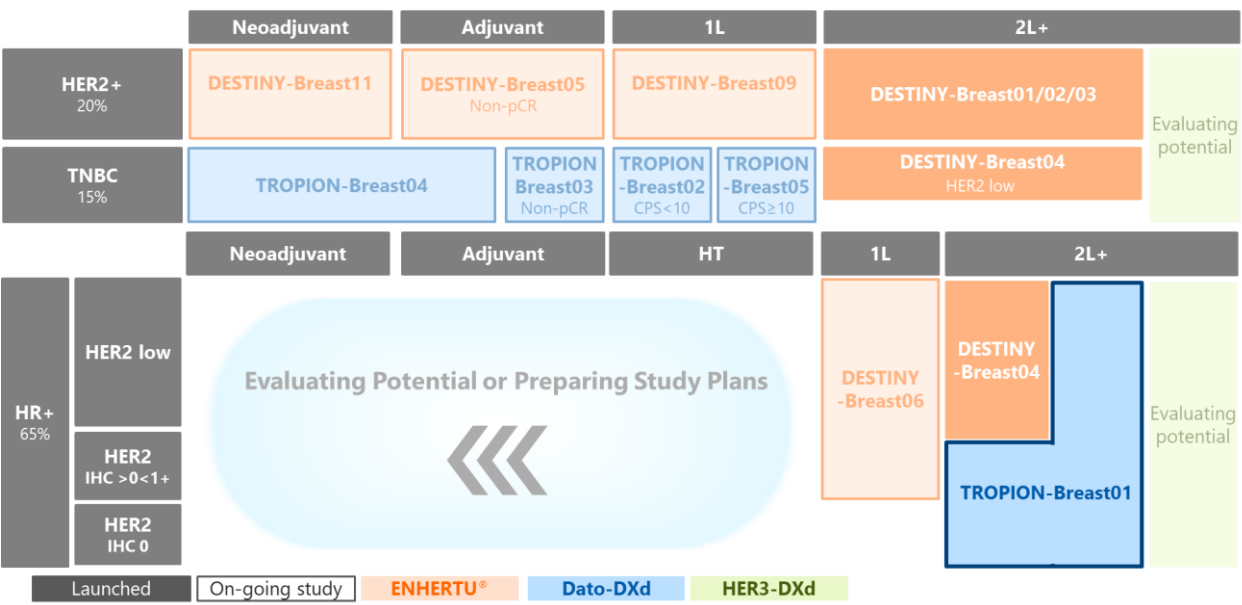 Neoadjuvant Adjuvant 1L 2L+
HER2+
20%
DESTINY-Breast11
DESTINY-Breast05
Non-pCR
DESTINY-Breast09
DESTINY-Breast01/02/03
Evaluating
potential
TNBC
15%
TROPION-Breast04
TROPION
Breast03
Non-pCR
TROPION
-Breast02
CPS<10
TROPION
-Breast05
CPS≥10
DESTINY-Breast04
HER2 low
Neoadjuvant Adjuvant HT 1L 2L+
HR+
65%
HER2 low
HER2
IHC >0<1+
HER2
IHC 0
Evaluating Potential or Preparing Study Plans
DESTINY
-Breast06
DESTINY
-Breast04
TROPION-Breast01
Evaluating
potential
Launched On-going study ENHERTU® Dato-DXd HER3-DXd